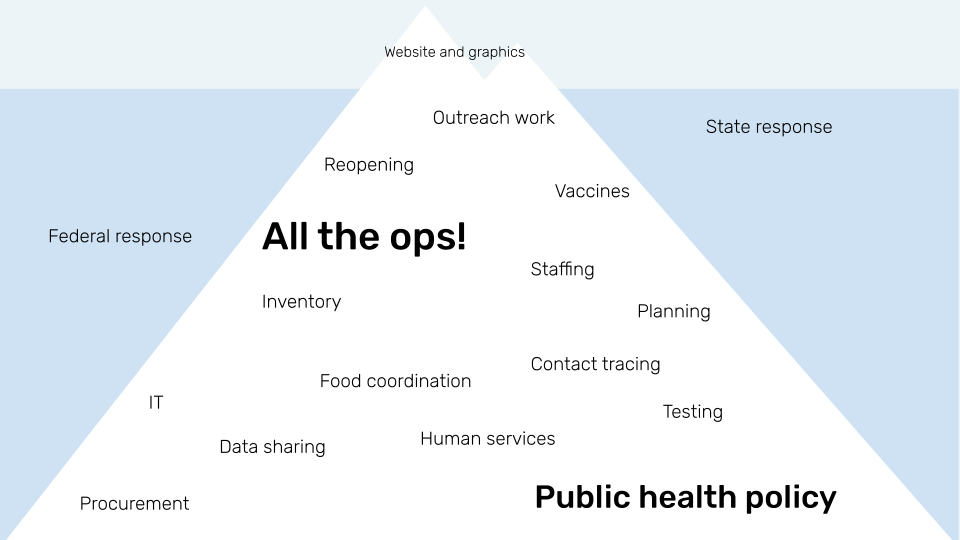 Website and graphics
Outreach work
State response
Reopening
Vaccines
Federal response
All the ops!
Staffing
Inventory
Planning
Contact tracing
Food coordination
IT
Testing
Human services
Data sharing
Public health policy
Procurement